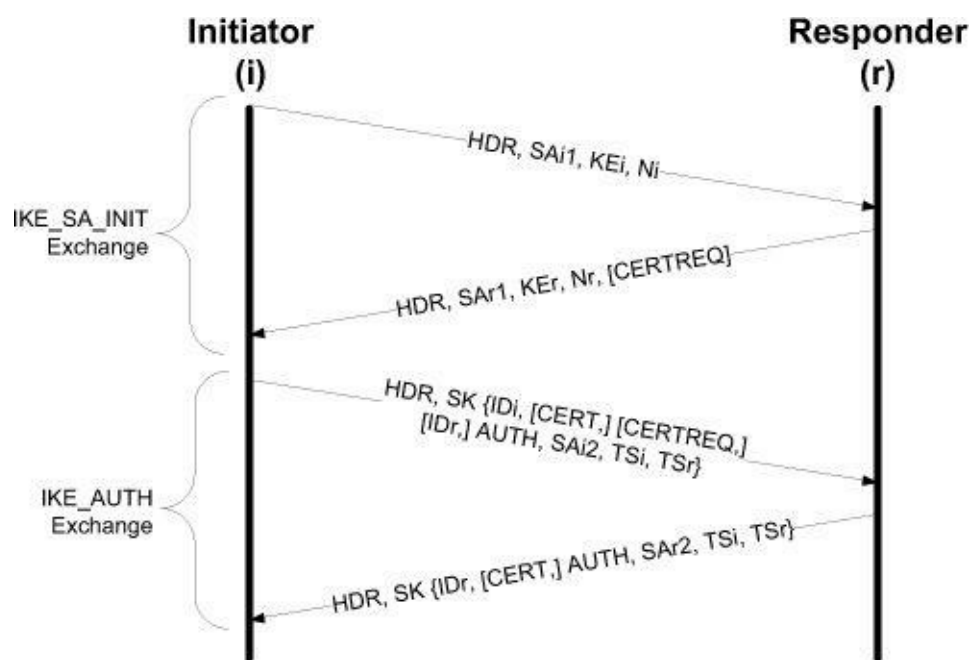 Initiator
(i)
Responder
(r)
HDR, SAi1, KEi, Ni
IKE_SA_INIT
Exchange
HDR, SAr1, KEr, Nr, [CERTREQ]
HDR, SK {IDi, [CERT,] [CERTREQ,]
[IDr,] AUTH, SAi2, TSi, TSr}
IKE_AUTH
Exchange
HDR, SK {IDr, [CERT,] AUTH, SAr2, TSi, TSr}